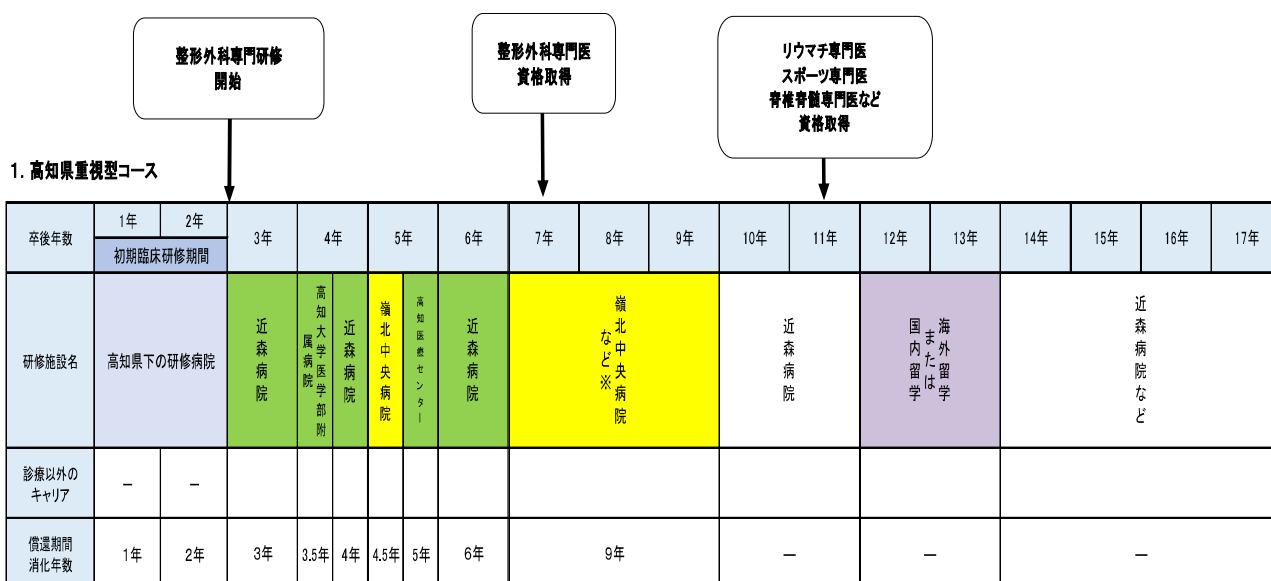 整形外科専門研修
開始
整形外科専門医
資格取得
リウマチ専門医
スポーツ専門医
脊椎脊髄専門医など
資格取得
1. 高知県重視型コース
卒後年数
1年
2年
初期臨床研修期間
3年
4年
5年
6年
7年
8年
9年
10年
11年
12年
13年
14年
15年
16年
17年
研修施設名
高知県下の研修病院
近森病院
高知大学医学部附
属病院
近森病院
嶺北中央病院
高知医療センター
近森病院
嶺北中央病院
など※
近森病院
海外留学
または
国内留学
近森病院など
診療以外の
キャリア
－
－
償還期間
消化年数
1年
2年
3年
3.5年
4年
4.5年
5年
6年
9年
－
－
－